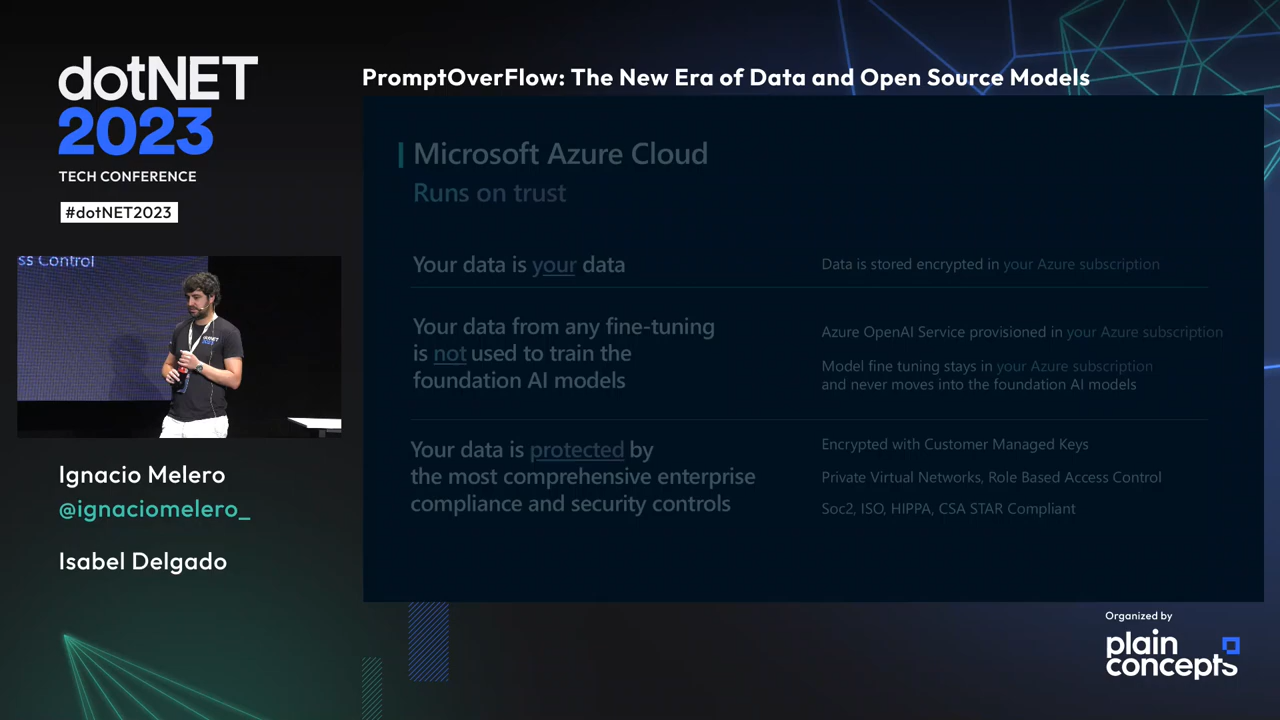 dotNET
2023
TECH CONFERENCE
#dotNET2023
PromptOverFlow: The New Era of Data and Open Source Models
Microsoft Azure Cloud
Runs on trust
Your data is your data
Data is stored encrypted in your Azure subscription
Your data from any fine-tuning
is not used to train the
foundation AI models
Azure OpenAI Service provisioned in your Azure subscription
Model fine tuning stays in your Azure subscription
and never moves into the foundation AI models
Your data is protected by
the most comprehensive enterprise
compliance and security controls
Encrypted with Customer Managed Keys
Private Virtual Networks, Role Based Access Control
Soc2, ISO, HIPPA, CSA STAR Compliant
ss Control
Ignacio Melero
@ignaciomelero_
Isabel Delgado
Organized by
plain
concepts